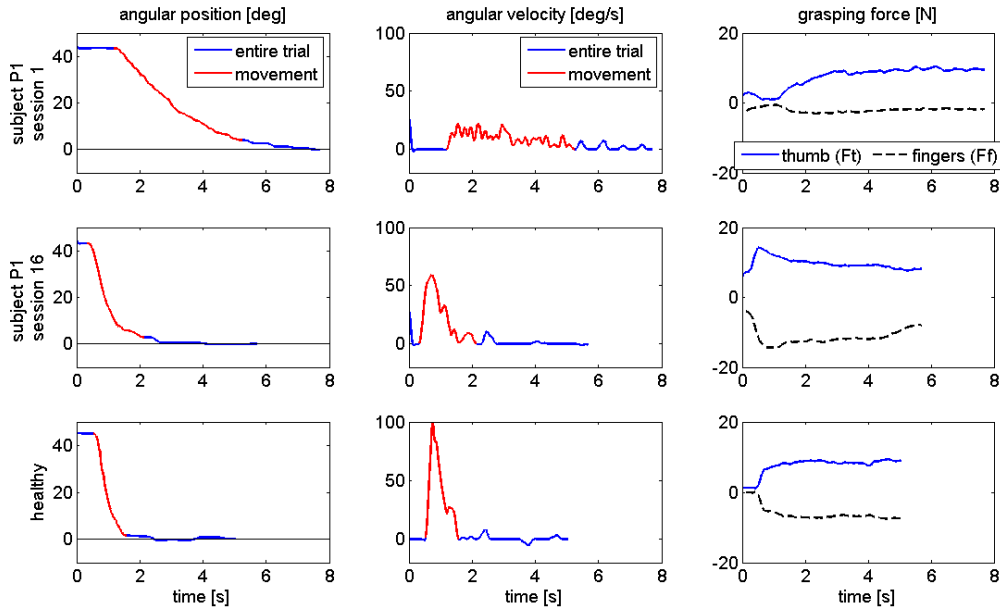 angular position [deg] angular velocity [deg/s] grasping force [N]
subject P1
session 1
40
20
0
0 2 4 6 8
entire trial
movement
100
50
0
0 2 4 6 8
entire trial
movement
20
0
-20
0 2 4 6 8
thumb (Ft) fingers (Ff)
subject P1
session 16
40
20
0
0 2 4 6 8
100
50
0
0 2 4 6 8
20
0
-20
0 2 4 6 8
healthy
40
20
0
0 2 4 6 8
time [s]
100
50
0
0 2 4 6 8
time [s]
20
0
-20
0 2 4 6 8
time [s]